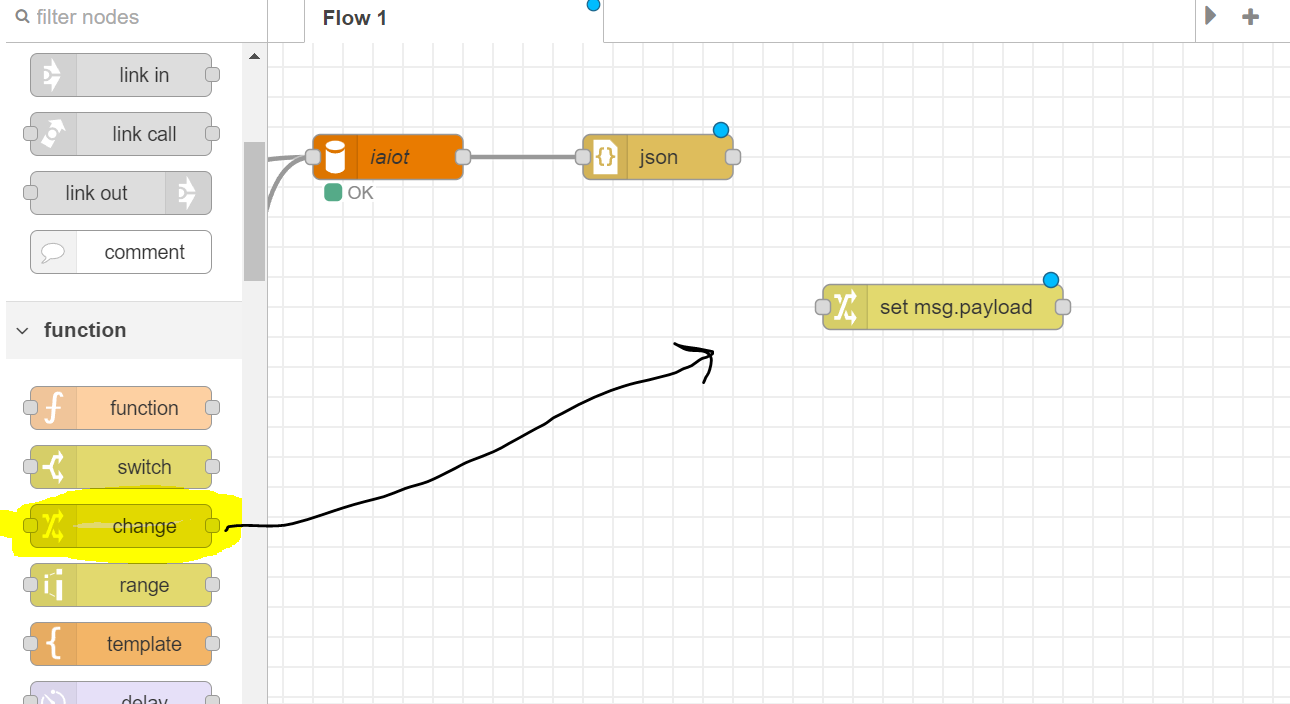 filter nodes
Flow 1
link in
link call
link out
comment
function
function
switch
change
range
template
delay
iaiot
OK
json
set msg.payload